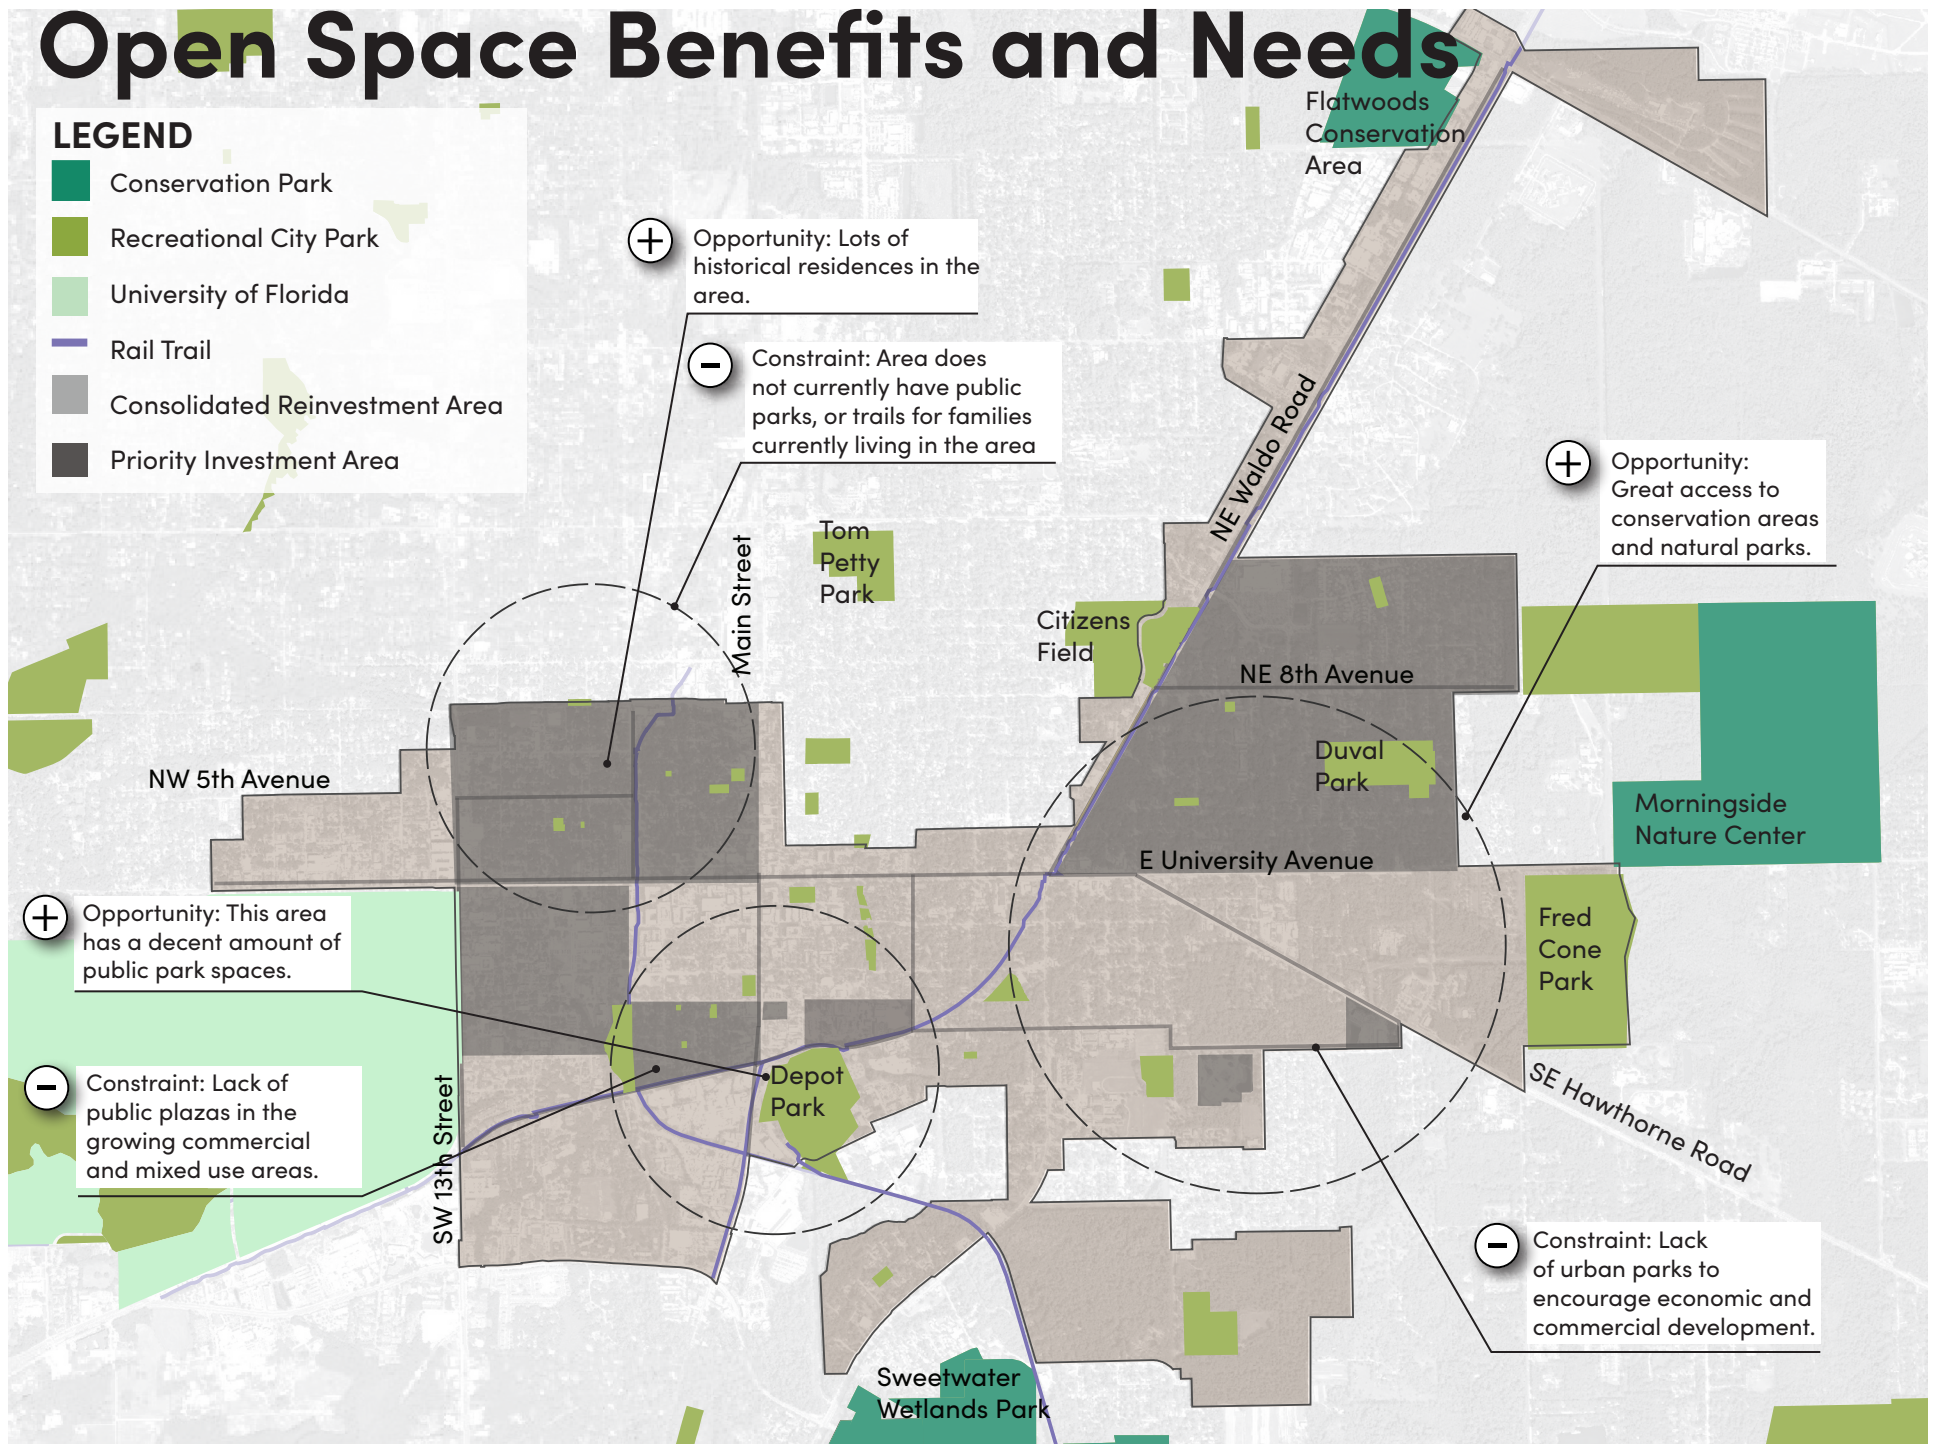 Open Space Benefits and Needs
LEGEND
Conservation Park
Recreational City Park
University of Florida
Rail Trail
Consolidated Reinvestment Area
Priority Investment Area
Flatwoods
Conservation
Area
Opportunity: Lots of
historical residences in the
area.
Constraint: Area does
not currently have public
parks, or trails for families
currently living in the area
NE Waldo Road
Opportunity:
Great access to
conservation areas
and natural parks.
Tom
Petty
Park
Main Street
Citizens
Field
NE 8th Avenue
Duval
Park
NW 5th Avenue
Morningside
Nature Center
E University Avenue
Opportunity: This area
has a decent amount of
public park spaces.
Fred
Cone
Park
Constraint: Lack of
public plazas in the
growing commercial
and mixed use areas.
SW 13th Street
Depot
Park
SE Hawthorne Road
Constraint: Lack
of urban parks to
encourage economic and
commercial development.
Sweetwater
Wetlands Park